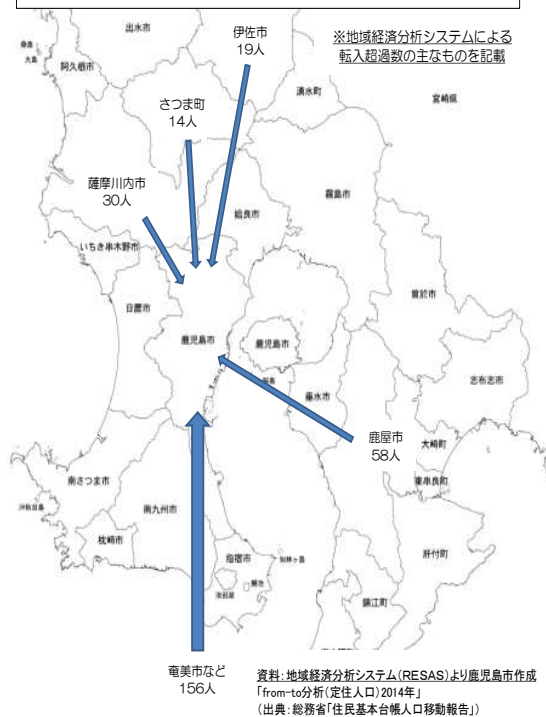 出水市
伊佐市
19人
※地域経済分析システムによる
転入超過数の主なものを記載
阿久根市
さつま町
14人
湧水町
宮崎県
薩摩川内市
30人
霧島市
姶良市
いちき串木野市
曽於市
日置市
鹿児島市
鹿児島市
志布志市
垂水市
鹿屋市
58人
大崎町
東串良町
南さつま市
南九州市
枕崎市
指宿市
知林ヶ島
鰻池
池田湖
肝付町
錦江町
奄美市など
156人
資料:地域経済分析システム(RESAS)より鹿児島市作成
「from-to分析(定住人口)2014年」
(出典:総務省「住民基本台帳人口移動報告」)